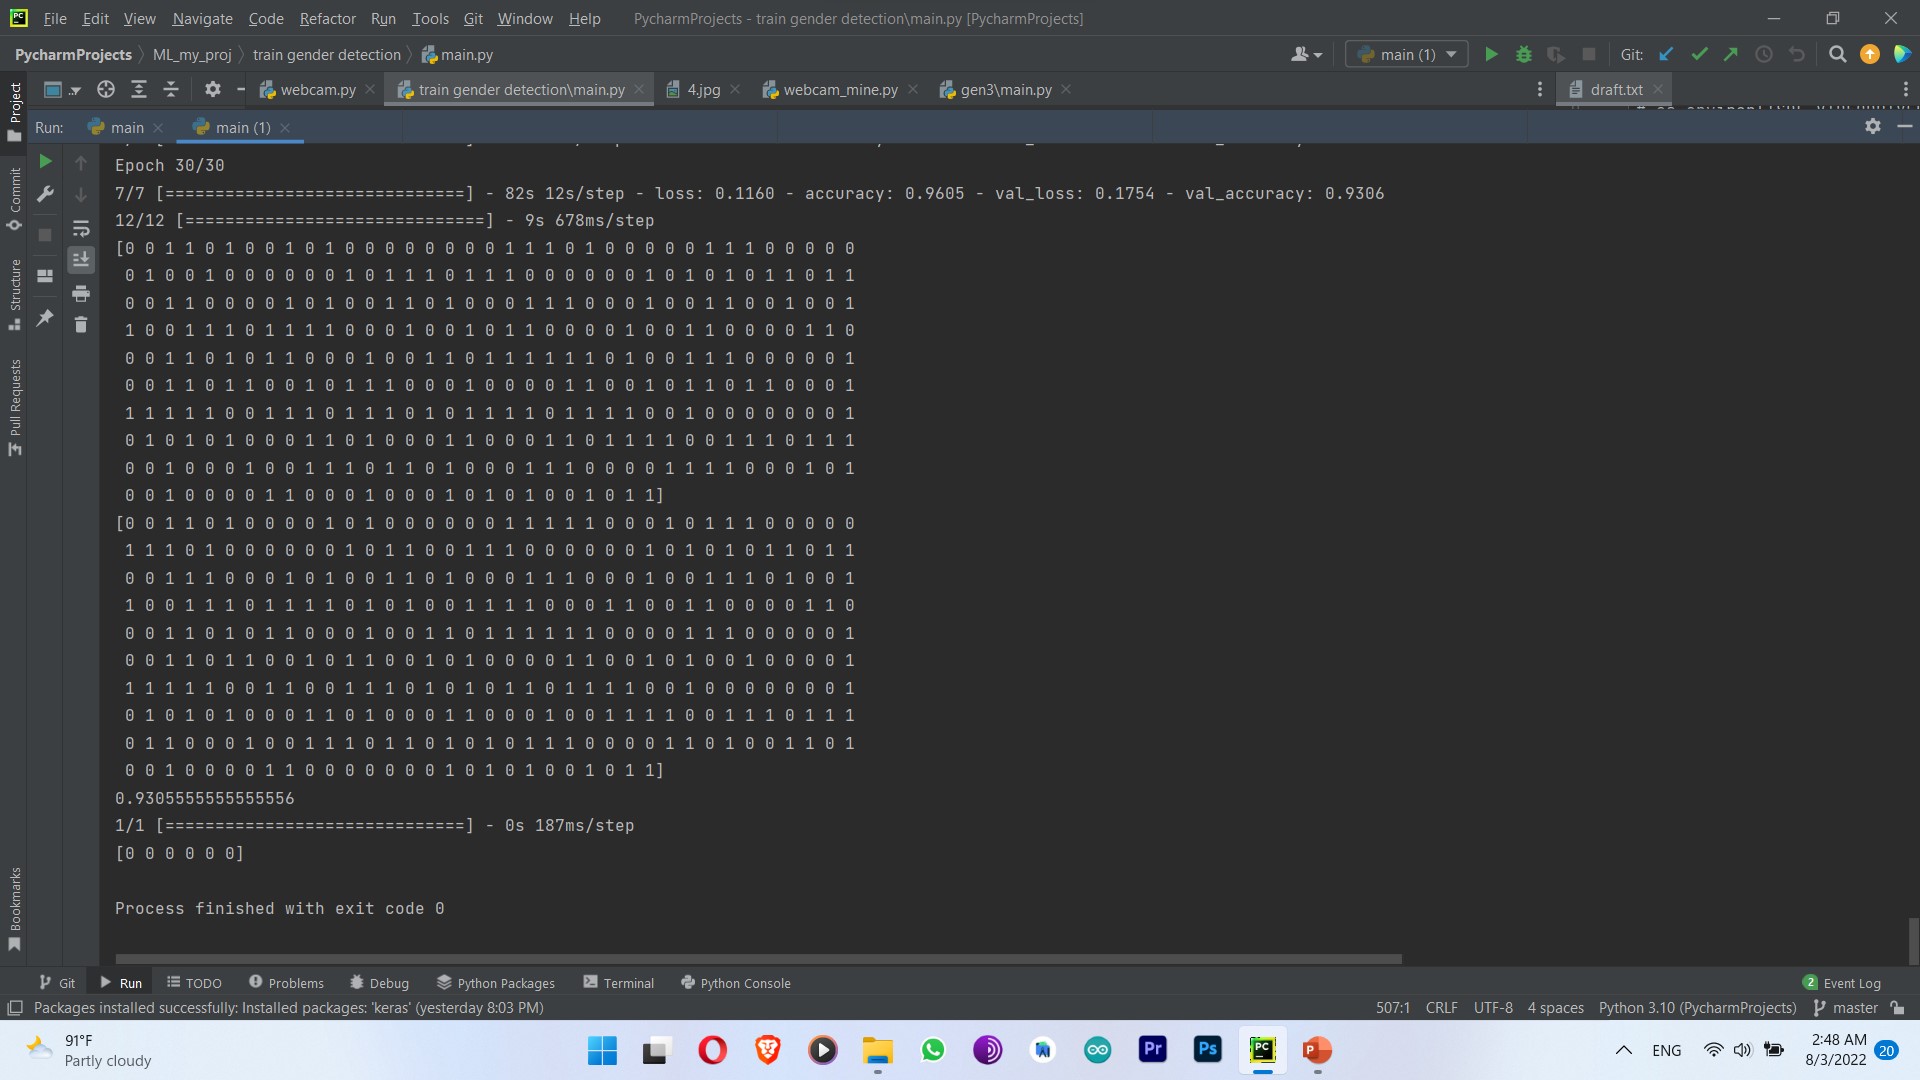 File Edit View Navigate Code Refactor Run Tools Git Window Help PycharmProjects - train gender detection\main.py [PycharmProjects]
PycharmProjects ML_my_proj train gender detection main.py main (1) Git:
Project webcam.py train gender detection\main.py 4.jpg webcam_mine.py gen3\main.py draft.txt
Run: main main (1)
Commit
Structure
Pull Requests
Bookmarks
Epoch 30/30
7/7 [==============================] - 82s 12s/step - loss: 0.1160 - accuracy: 0.9605 - val_loss: 0.1754 - val_accuracy: 0.9306
12/12 [==============================] - 9s 678ms/step
[0 0 1 1 0 1 0 0 1 0 1 0 0 0 0 0 0 0 0 1 1 1 0 1 0 0 0 0 0 1 1 1 0 0 0 0 0
0 1 0 0 1 0 0 0 0 0 0 1 0 1 1 1 0 1 1 1 0 0 0 0 0 0 1 0 1 0 1 0 1 1 0 1 1
0 0 1 1 0 0 0 0 1 0 1 0 0 1 1 0 1 0 0 0 1 1 1 0 0 0 1 0 0 1 1 0 0 1 0 0 1
1 0 0 1 1 1 0 1 1 1 1 0 0 0 1 0 0 1 0 1 1 0 0 0 0 1 0 0 1 1 0 0 0 0 1 1 0
0 0 1 1 0 1 0 1 1 0 0 0 1 0 0 1 1 0 1 1 1 1 1 1 0 1 0 0 1 1 1 0 0 0 0 0 1
0 0 1 1 0 1 1 0 0 1 0 1 1 1 0 0 0 1 0 0 0 0 1 1 0 0 1 0 1 1 0 1 1 0 0 0 1
1 1 1 1 1 0 0 1 1 1 0 1 1 1 0 1 0 1 1 1 1 0 1 1 1 1 0 0 1 0 0 0 0 0 0 0 1
0 1 0 1 0 1 0 0 0 1 1 0 1 0 0 0 1 1 0 0 0 1 1 0 1 1 1 1 0 0 1 1 1 0 1 1 1
0 0 1 0 0 0 1 0 0 1 1 1 0 1 1 0 1 0 0 0 1 1 1 0 0 0 0 1 1 1 1 0 0 0 1 0 1
0 0 1 0 0 0 0 1 1 0 0 0 1 0 0 0 1 0 1 0 1 0 0 1 0 1 1]
[0 0 1 1 0 1 0 0 0 0 1 0 1 0 0 0 0 0 0 1 1 1 1 1 0 0 0 1 0 1 1 1 0 0 0 0 0
1 1 1 0 1 0 0 0 0 0 0 1 0 1 1 0 0 1 1 1 0 0 0 0 0 0 1 0 1 0 1 0 1 1 0 1 1
0 0 1 1 1 0 0 0 1 0 1 0 0 1 1 0 1 0 0 0 1 1 1 0 0 0 1 0 0 1 1 1 0 1 0 0 1
1 0 0 1 1 1 0 1 1 1 1 0 1 0 1 0 0 1 1 1 1 0 0 0 1 1 0 0 1 1 0 0 0 0 1 1 0
0 0 1 1 0 1 0 1 1 0 0 0 1 0 0 1 1 0 1 1 1 1 1 1 0 0 0 0 1 1 1 0 0 0 0 0 1
0 0 1 1 0 1 1 0 0 1 0 1 1 0 0 1 0 1 0 0 0 0 1 1 0 0 1 0 1 0 0 1 0 0 0 0 1
1 1 1 1 1 0 0 1 1 0 0 1 1 1 0 1 0 1 0 1 1 0 1 1 1 1 0 0 1 0 0 0 0 0 0 0 1
0 1 0 1 0 1 0 0 0 1 1 0 1 0 0 0 1 1 0 0 0 1 0 0 1 1 1 1 0 0 1 1 1 0 1 1 1
0 1 1 0 0 0 1 0 0 1 1 1 0 1 1 0 1 0 1 0 1 1 1 0 0 0 0 1 1 0 1 0 0 1 1 0 1
0 0 1 0 0 0 0 1 1 0 0 0 0 0 0 0 1 0 1 0 1 0 0 1 0 1 1]
0.9305555555555556
1/1 [==============================] - 0s 187ms/step
[0 0 0 0 0 0]
Process finished with exit code 0
Git Run TODO Problems Debug Python Packages Terminal Python Console 2 Event Log
Packages installed successfully: Installed packages: 'keras' (yesterday 8:03 PM) 507:1 CRLF UTF-8 4 spaces Python 3.10 (PycharmProjects) master
91°F
Partly cloudy
ENG
2:48 AM
8/3/2022
20